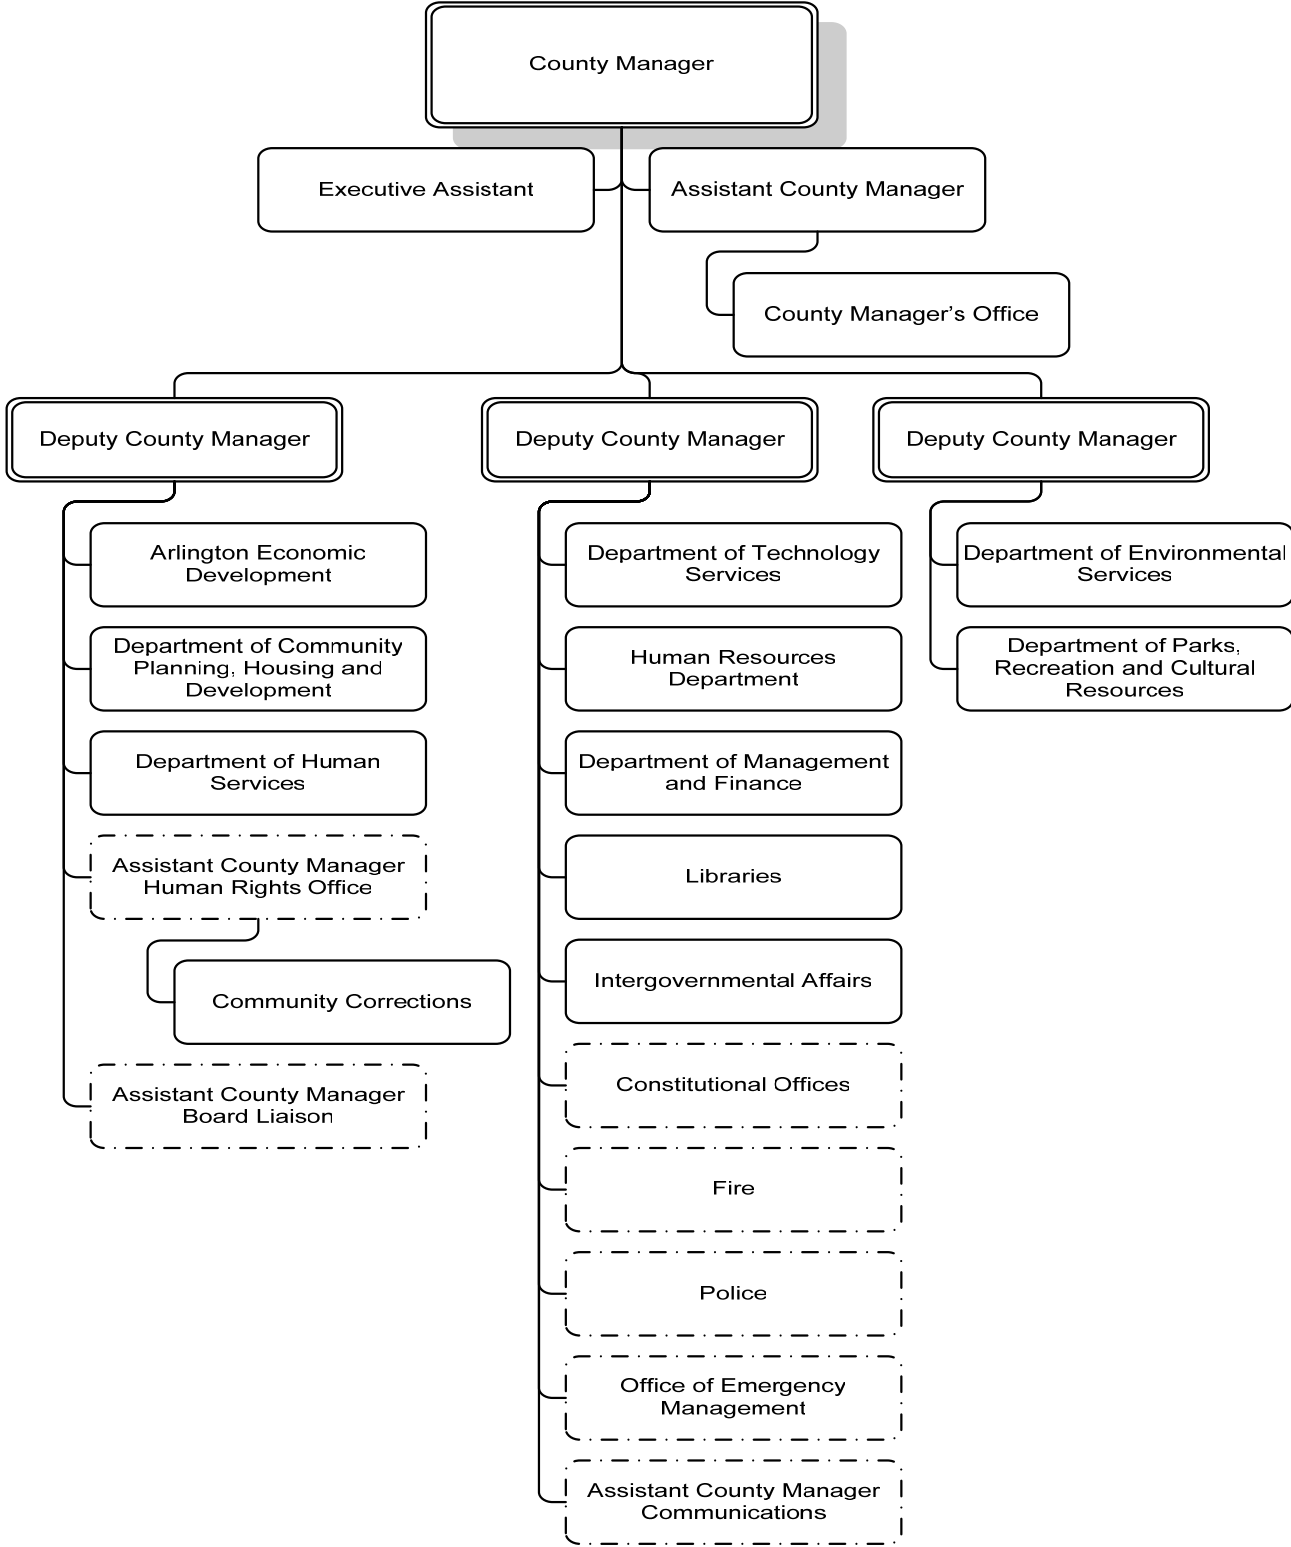 County Manager
Executive Assistant
Assistant County Manager
County Manager’s Office
Deputy County Manager
Arlington Economic
Development
Department of Community
Planning, Housing and
Development
Department of Human
Services
Assistant County Manager
Human Rights Office
Community Corrections
Assistant County Manager
Board Liaison
Deputy County Manager
Department of Technology
Services
Human Resources
Department
Department of Management
and Finance
Libraries
Intergovernmental Affairs
Constitutional Offices
Fire
Police
Office of Emergency
Management
Assistant County Manager
Communications
Deputy County Manager
Department of Environmental
Services
Department of Parks,
Recreation and Cultural
Resources